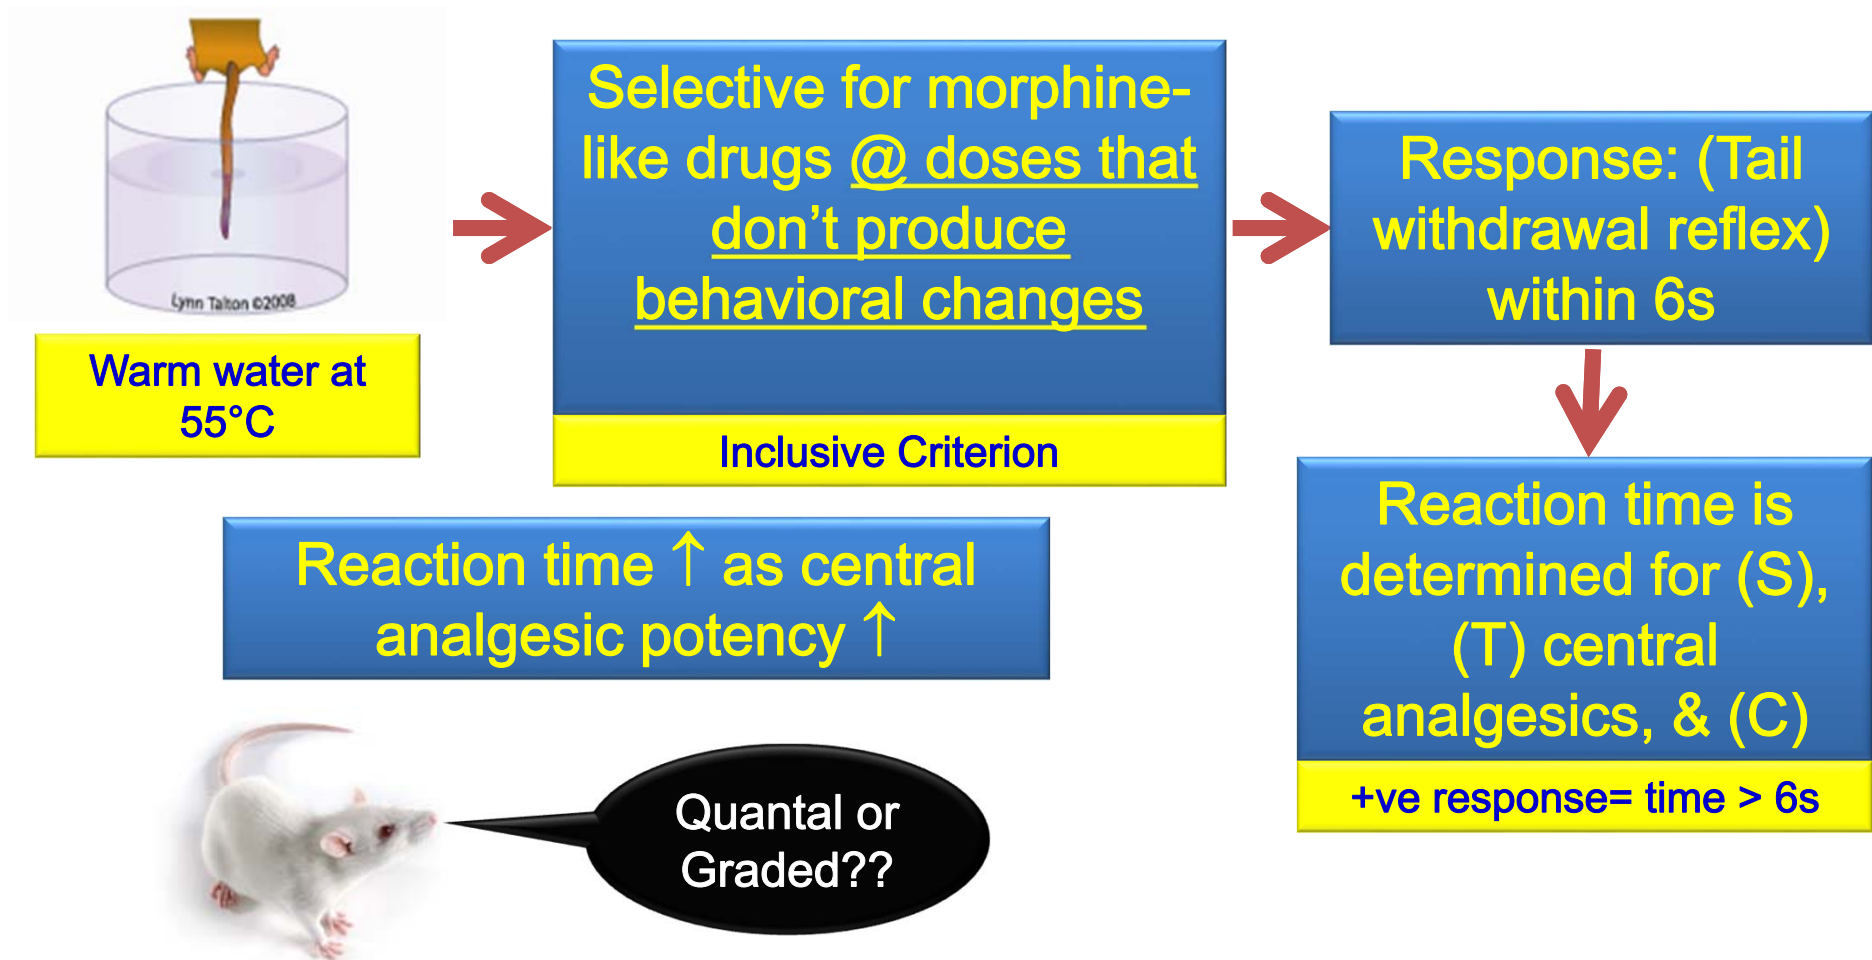 Lynn Talton ©2008
Warm water at
55°C
Selective for morphine-
like drugs @ doses that
don't produce
behavioral changes
Inclusive Criterion
Response: (Tail
withdrawal reflex)
within 6s
Reaction time is
determined for (S),
(T) central
analgesics, & (C)
+ve response= time > 6s
Reaction time ↑ as central
analgesic potency ↑
Quantal or
Graded??